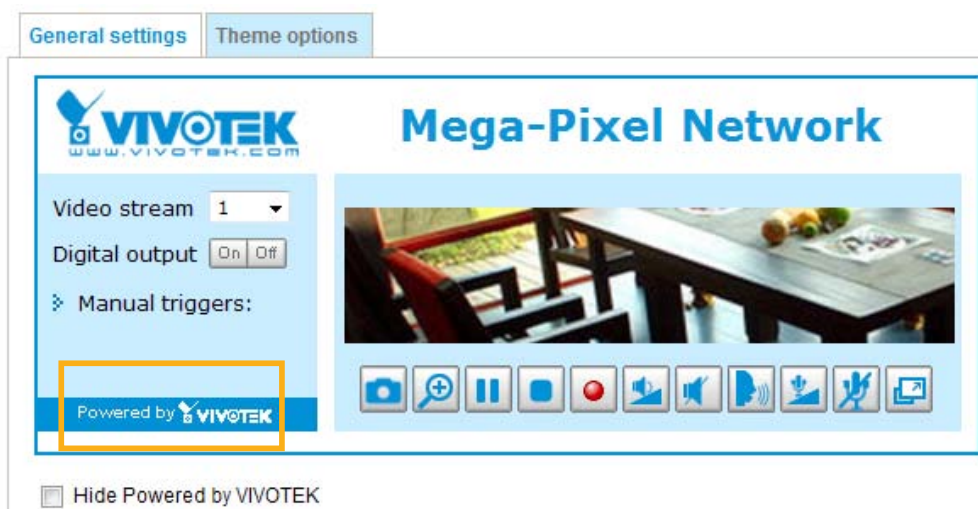 General settings Theme options
VIVOTEK
www.vivotek.com
Mega-Pixel Network
Video stream 1
Digital output On Off
Manual triggers:
Powered by VIVOTEK
Hide Powered by VIVOTEK